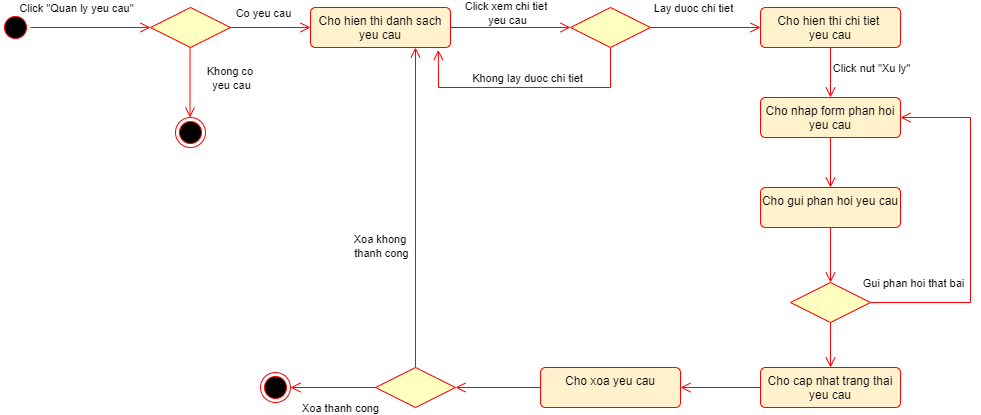 Click "Quan ly yeu cau"
Co yeu cau
Cho hien thi danh sach
yeu cau
Click xem chi tiet
yeu cau
Lay duoc chi tiet
Cho hien thi chi tiet
yeu cau
Khong co
yeu cau
Khong lay duoc chi tiet
Click nut "Xu ly"
Cho nhap form phan hoi
yeu cau
Cho gui phan hoi yeu cau
Xoa khong
thanh cong
Gui phan hoi that bai
Cho xoa yeu cau
Cho cap nhat trang thai
yeu cau
Xoa thanh cong